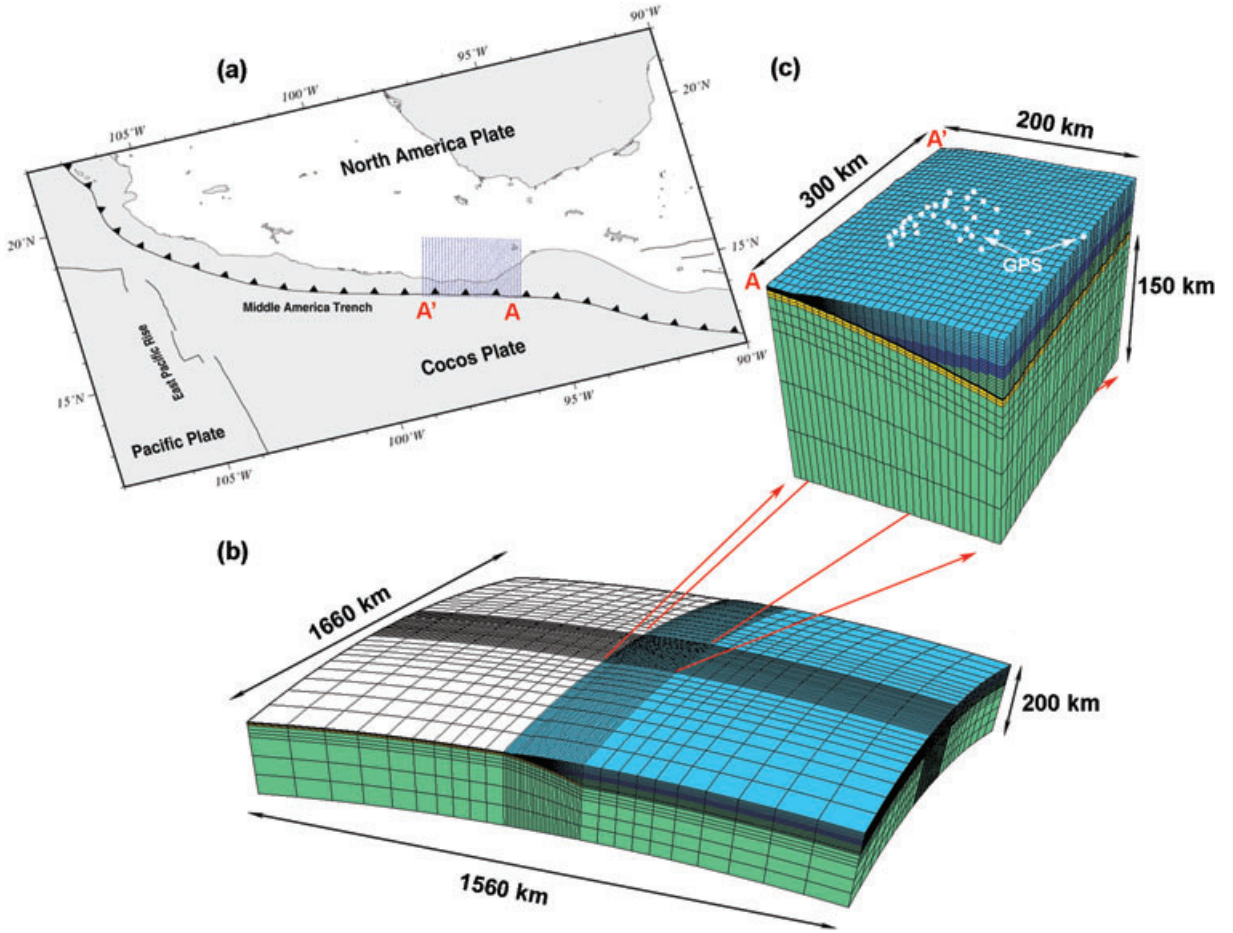 (a)
90°W
95°W
100°W
105°W
20°N
North America Plate
20°N
15°N
A'
A
Middle America Trench
East Pacific Rise
Cocos Plate
90°W
15°N
95°W
Pacific Plate
100°W
105°W
(c)
A'
200 km
300 km
GPS
A
150 km
(b)
1660 km
200 km
1560 km